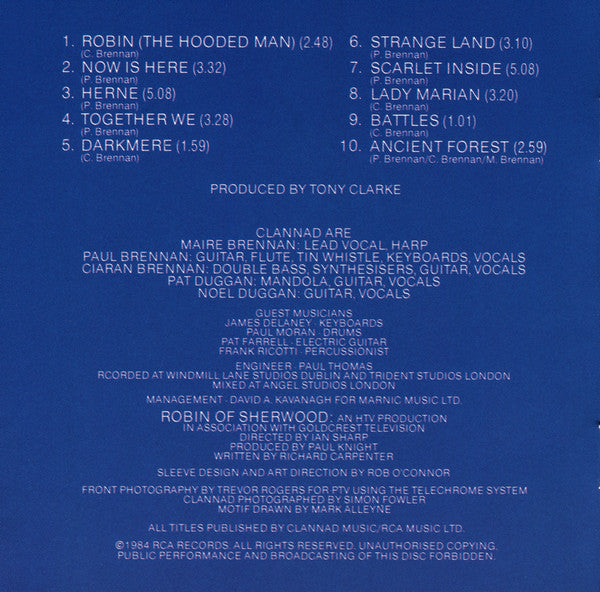 1. ROBIN (THE HOODED MAN) (2.48)
(C. Brennan)
2. NOW IS HERE (3.32)
(P. Brennan)
3. HERNE (5.08)
(P. Brennan)
4. TOGETHER WE (3.28)
(P. Brennan)
5. DARKMERE (1.59)
(C. Brennan)
6. STRANGE LAND (3.10)
(P. Brennan)
7. SCARLET INSIDE (5.08)
(P. Brennan)
8. LADY MARIAN (3.20)
(C. Brennan)
9. BATTLES (1.01)
(C. Brennan)
10. ANCIENT FOREST (2.59)
(P. Brennan/C. Brennan/M. Brennan)
PRODUCED BY TONY CLARKE
CLANNAD ARE
MAIRE BRENNAN: LEAD VOCAL, HARP
PAUL BRENNAN: GUITAR, FLUTE, TIN WHISTLE, KEYBOARDS, VOCALS
CIARAN BRENNAN: DOUBLE BASS, SYNTHESISERS, GUITAR, VOCALS
PAT DUGGAN: MANDOLA, GUITAR, VOCALS
NOEL DUGGAN: GUITAR, VOCALS
GUEST MUSICIANS
JAMES DELANEY · KEYBOARDS
PAUL MORAN · DRUMS
PAT FARRELL · ELECTRIC GUITAR
FRANK RICOTTI · PERCUSSIONIST
ENGINEER · PAUL THOMAS
RCORDED AT WINDMILL LANE STUDIOS DUBLIN AND TRIDENT STUDIOS LONDON
MIXED AT ANGEL STUDIOS LONDON
MANAGEMENT · DAVID A. KAVANAGH FOR MARNIC MUSIC LTD.
ROBIN OF SHERWOOD: AN HTV PRODUCTION
IN ASSOCIATION WITH GOLDCREST TELEVISION
DIRECTED BY IAN SHARP
PRODUCED BY PAUL KNIGHT
WRITTEN BY RICHARD CARPENTER
SLEEVE DESIGN AND ART DIRECTION BY ROB O'CONNOR
FRONT PHOTOGRAPHY BY TREVOR ROGERS FOR PTV USING THE TELECHROME SYSTEM
CLANNAD PHOTOGRAPHED BY SIMON FOWLER
MOTIF DRAWN BY MARK ALLEYNE
ALL TITLES PUBLISHED BY CLANNAD MUSIC/RCA MUSIC LTD.
©1984 RCA RECORDS. ALL RIGHTS RESERVED. UNAUTHORISED COPYING.
PUBLIC PERFORMANCE AND BROADCASTING OF THIS DISC FORBIDDEN.